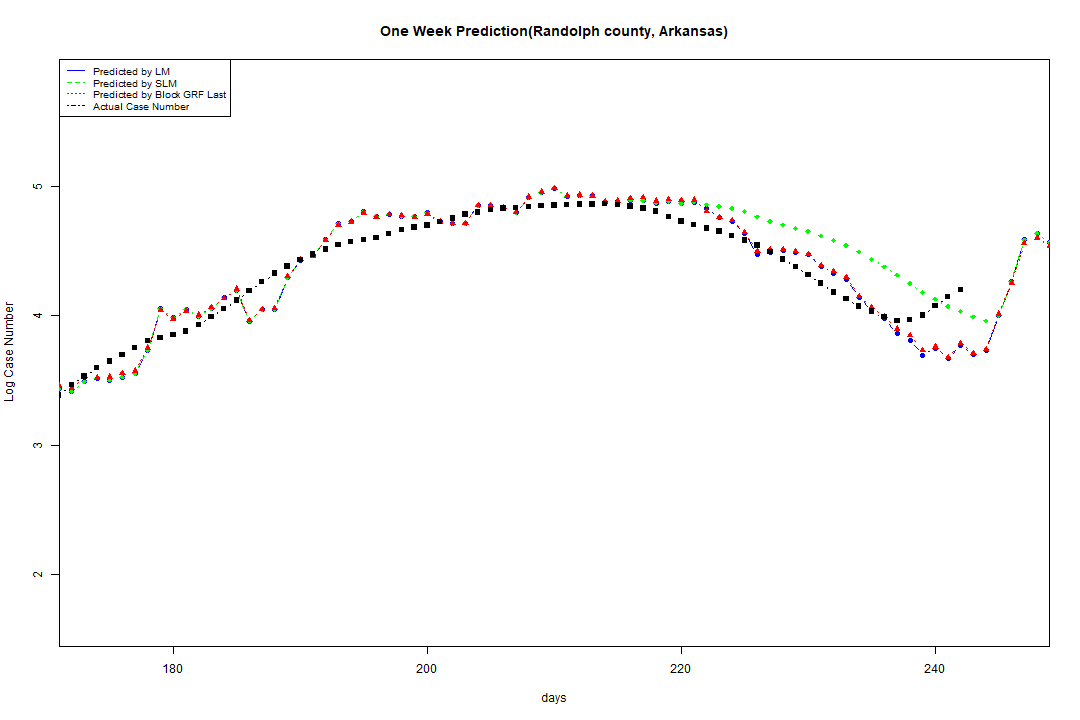 One Week Prediction(Randolph county, Arkansas)
Predicted by LM
Predicted by SLM
Predicted by Block GRF Last
Actual Case Number
5
4
3
2
Log Case Number
180
200
220
240
days